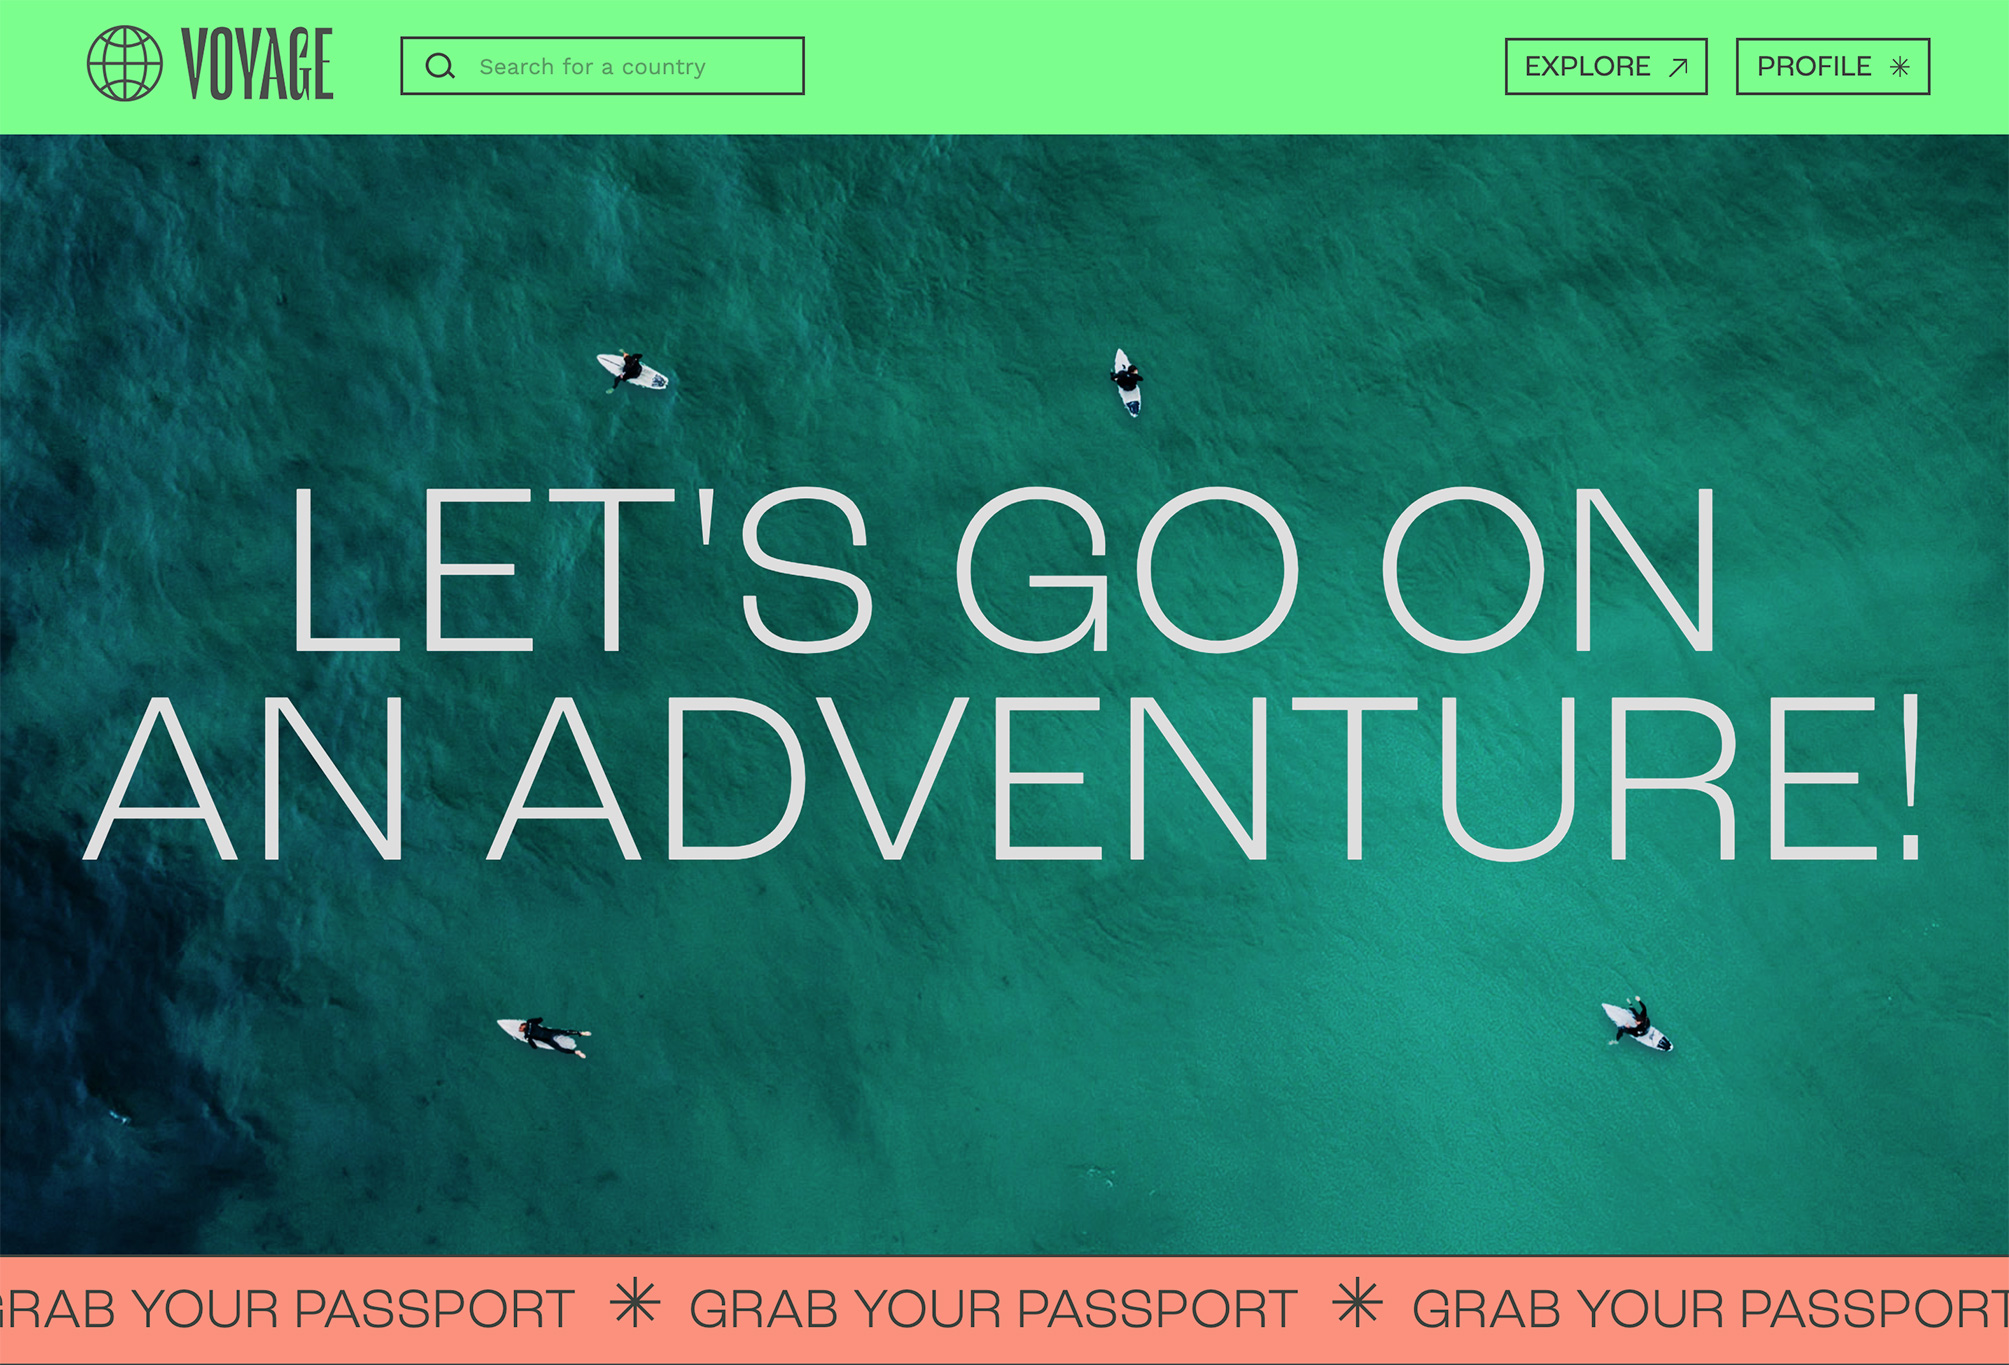 VOYAGE
Search for a country
EXPLORE
PROFILE
LET'S GO ON
AN ADVENTURE!
GRAB YOUR PASSPORT GRAB YOUR PASSPORT GRAB YOUR PASSPORT